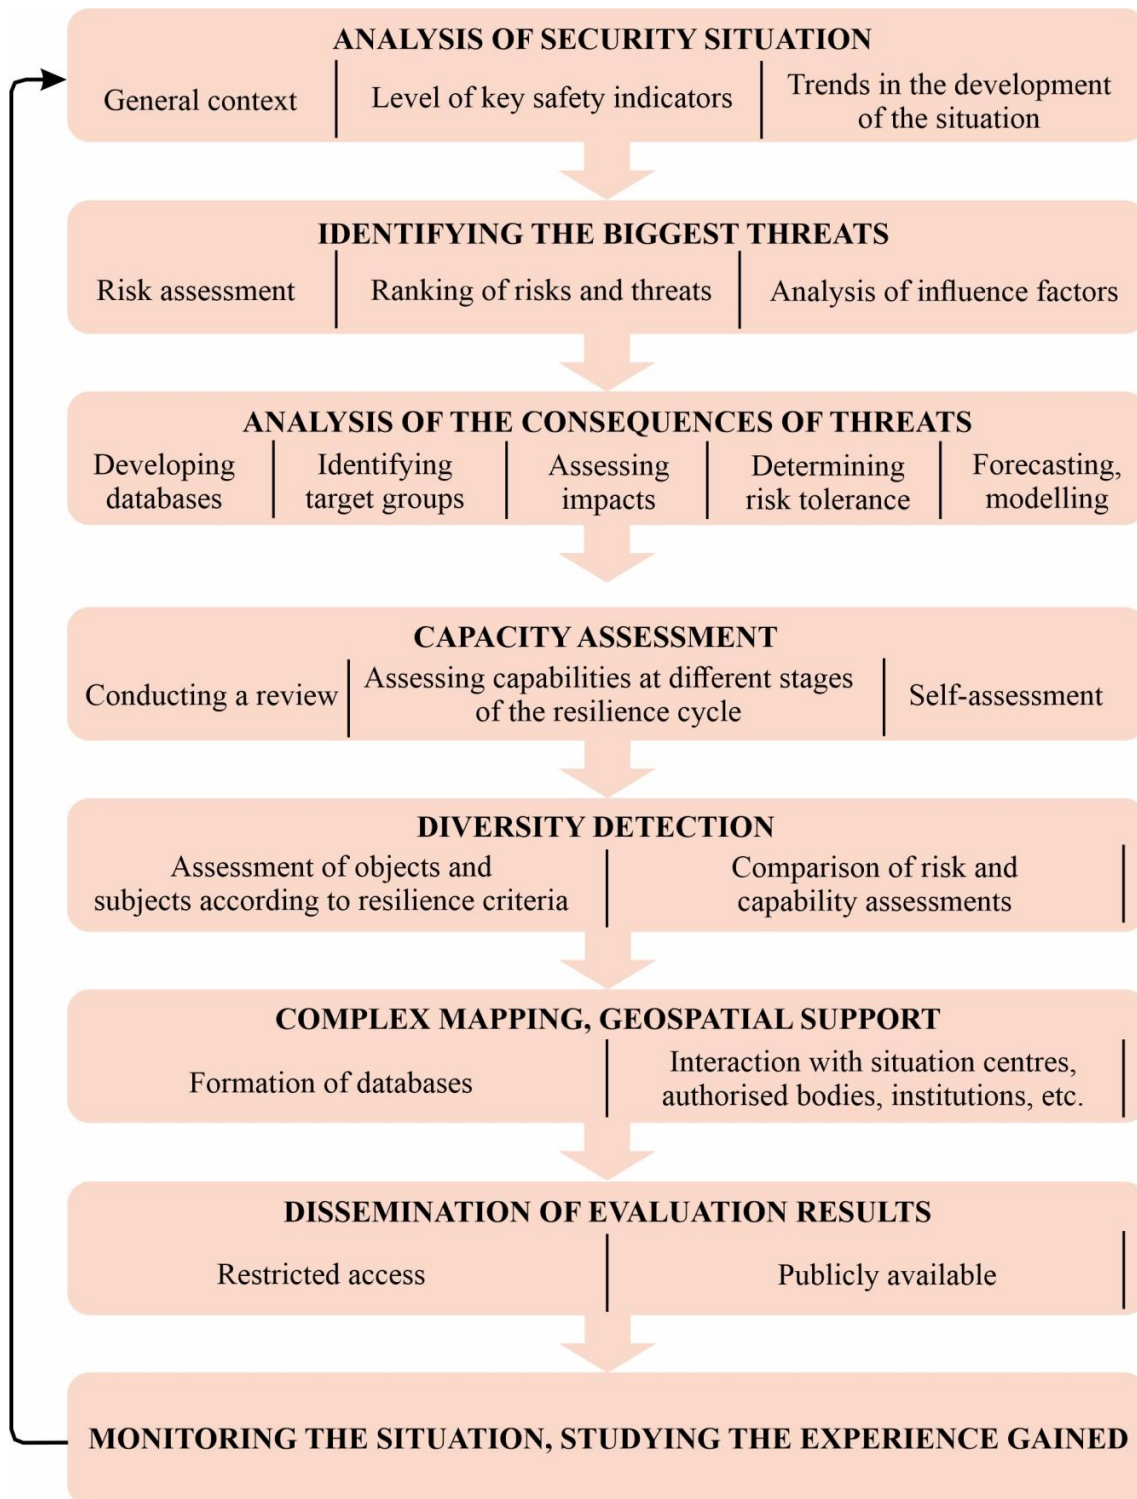 ANALYSIS OF SECURITY SITUATION
General context
Level of key safety indicators
Trends in the development
of the situation
IDENTIFYING THE BIGGEST THREATS
Risk assessment
Ranking of risks and threats
Analysis of influence factors
ANALYSIS OF THE CONSEQUENCES OF THREATS
Developing
databases
Identifying
target groups
Assessing
impacts
Determining
risk tolerance
Forecasting,
modelling
CAPACITY ASSESSMENT
Conducting a review
Assessing capabilities at different stages
of the resilience cycle
Self-assessment
DIVERSITY DETECTION
Assessment of objects and
subjects according to resilience criteria
Comparison of risk and
capability assessments
COMPLEX MAPPING, GEOSPATIAL SUPPORT
Formation of databases
Interaction with situation centres,
authorised bodies, institutions, etc.
DISSEMINATION OF EVALUATION RESULTS
Restricted access
Publicly available
MONITORING THE SITUATION, STUDYING THE EXPERIENCE GAINED